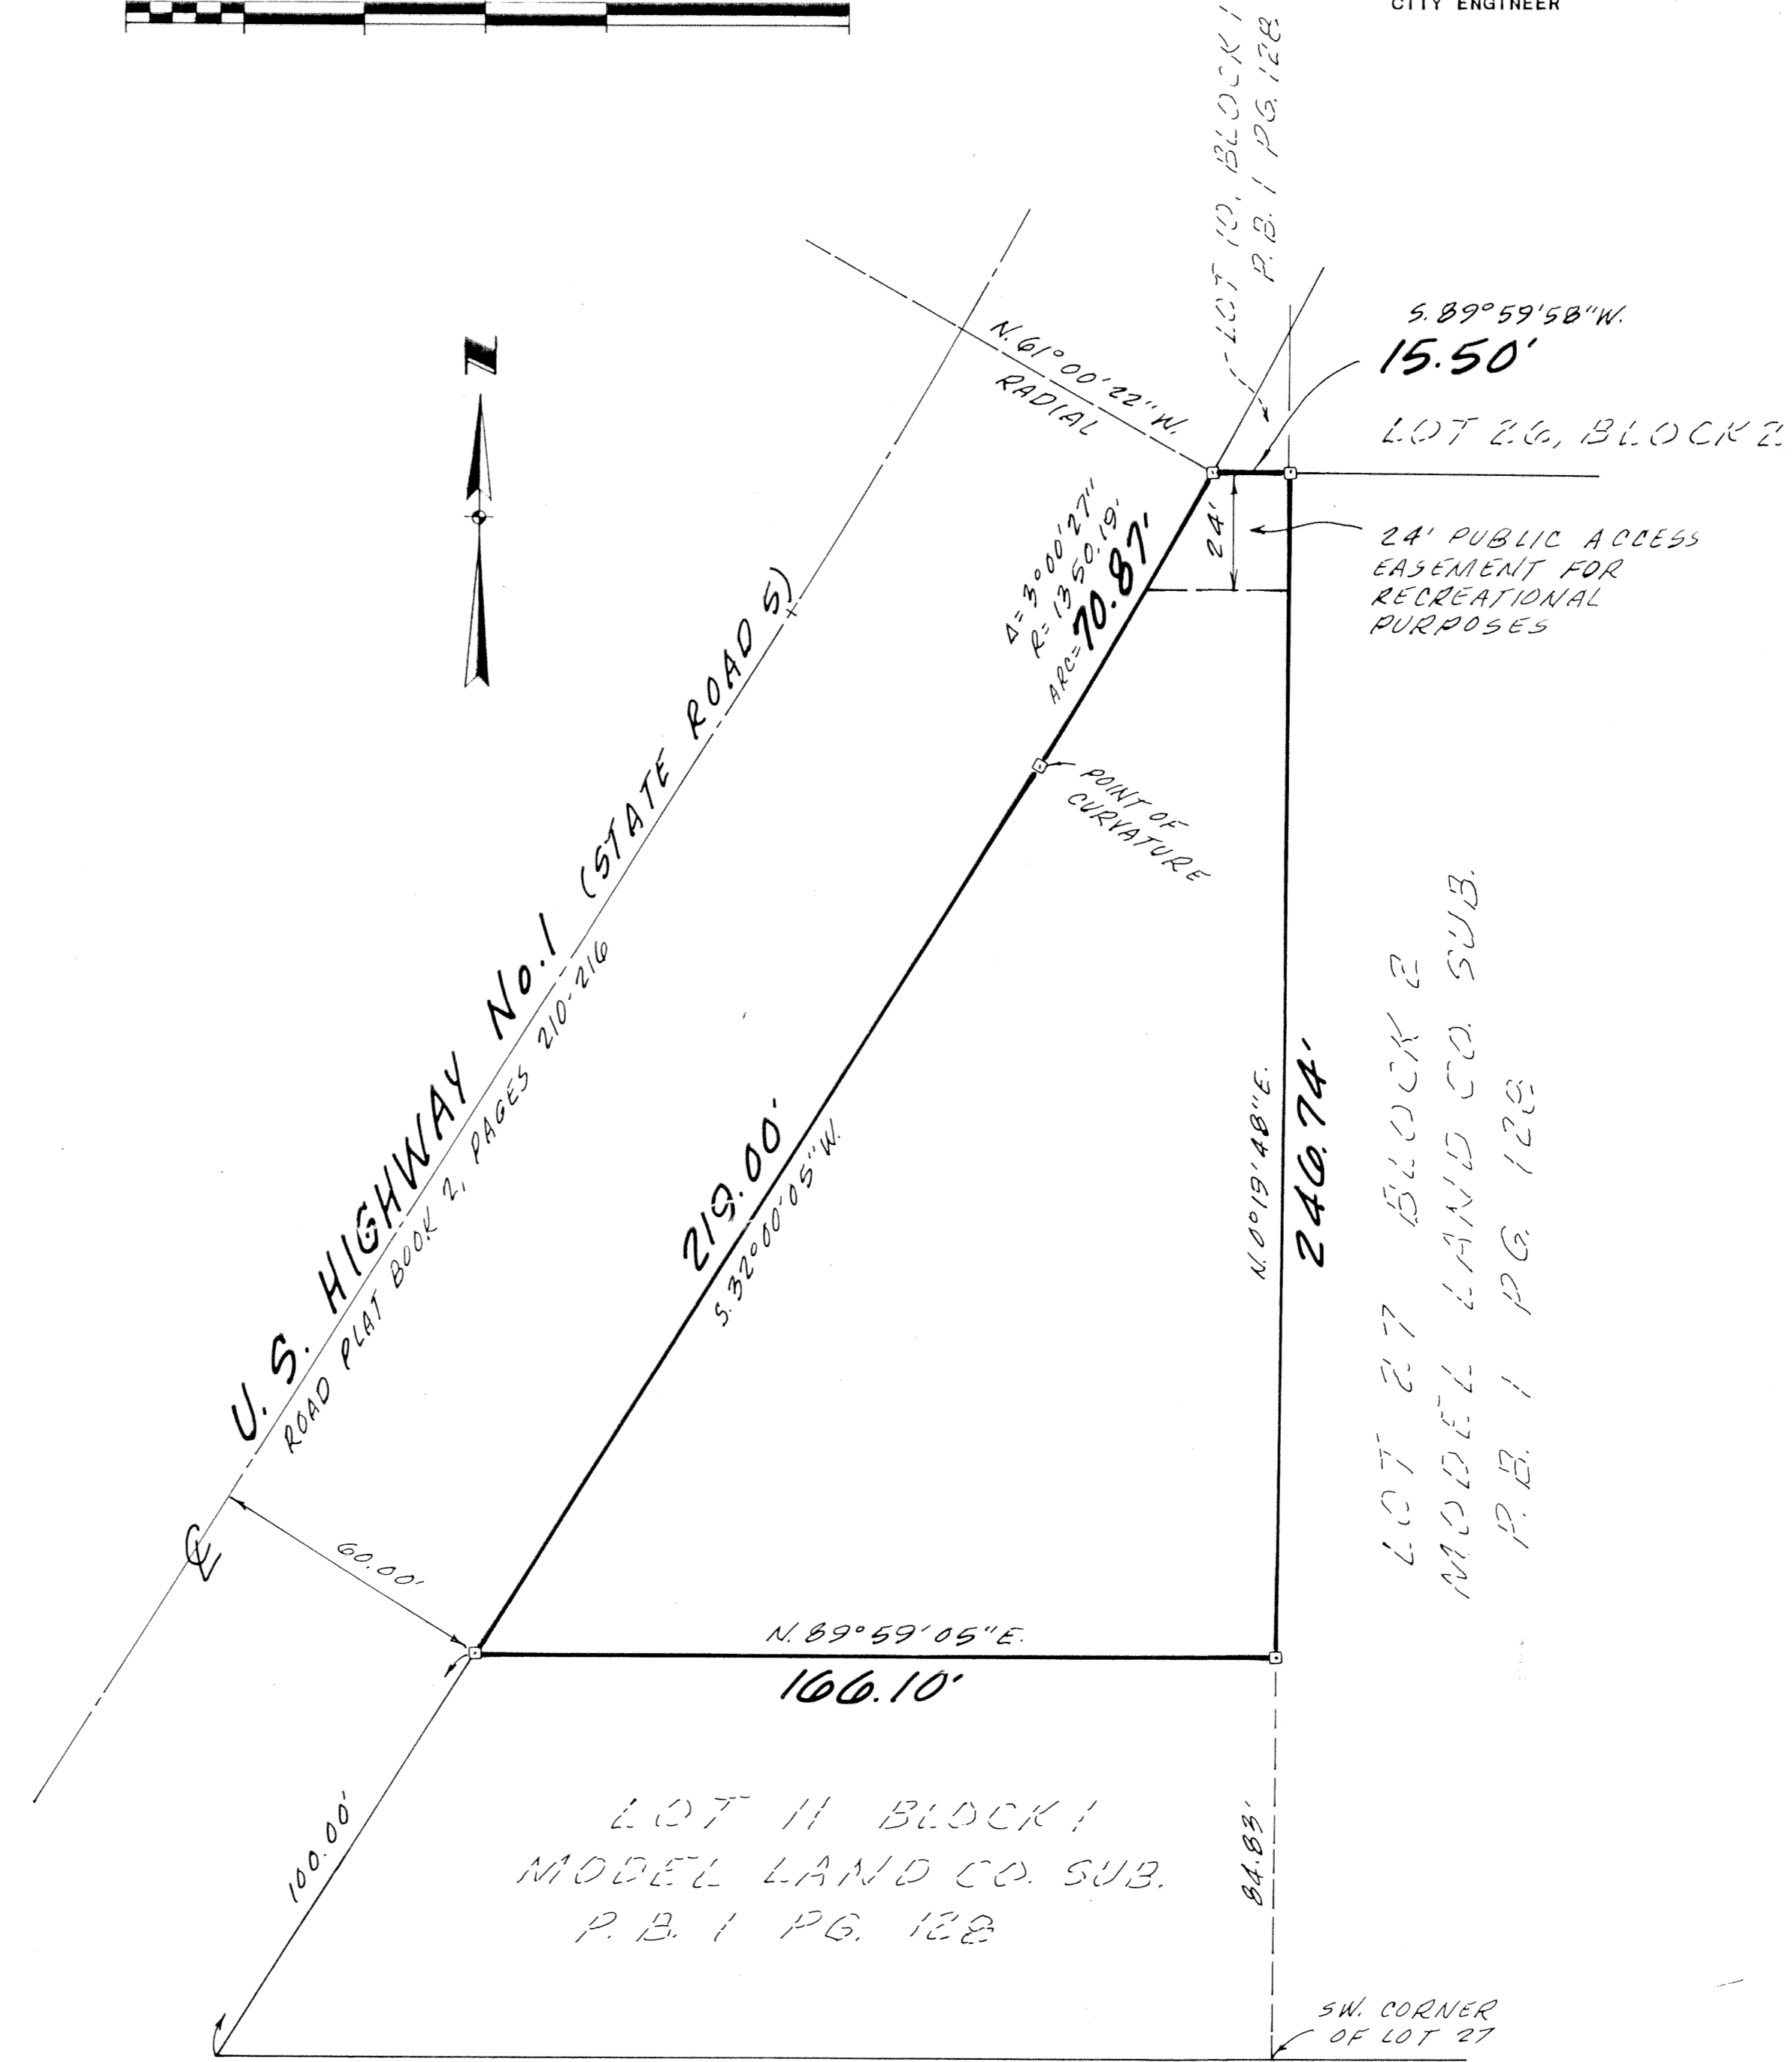 CITY ENGINEER
LOT 10, BLOCK 1
P.B. 1 PG. 128
S. 89° 59' 58" W.
15.50'
LOT 26, BLOCK 2
N. 61° 00' 22" W.
RADIAL
N
24'
24' PUBLIC ACCESS
EASEMENT FOR
RECREATIONAL
PURPOSES
Δ= 3° 00' 27"
R= 1350.19'
ARC= 70.87'
POINT OF
CURVATURE
U.S. HIGHWAY No. 1 (STATE ROAD 5)
ROAD PLAT BOOK 2, PAGES 210-216
219.00'
S. 32° 00' 05" W.
N. 0° 19' 48" E.
246.74'
LOT 27 BLOCK 2
MODEL LAND CO. SUB.
P.B. 1 PG. 128
℄
60.00'
N. 89° 59' 05" E.
166.10'
100.00'
LOT 11 BLOCK 1
MODEL LAND CO. SUB.
P.B. 1 PG. 128
84.83'
SW. CORNER
OF LOT 27